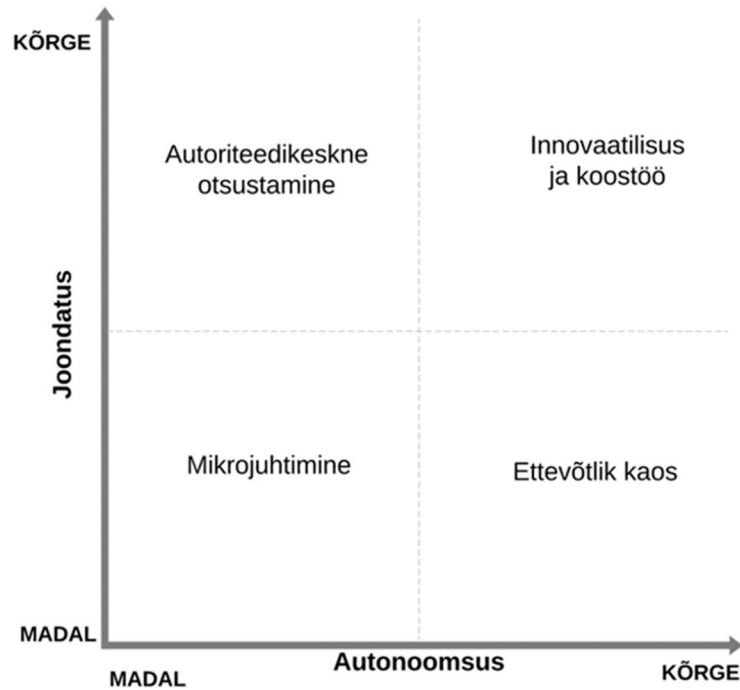 KÕRGE
Autoriteedikeskne
otsustamine
Innovaatilisus
ja koostöö
Joondatus
Mikrojuhtimine
Ettevõtlik kaos
MADAL
MADAL
Autonoomsus
KÕRGE